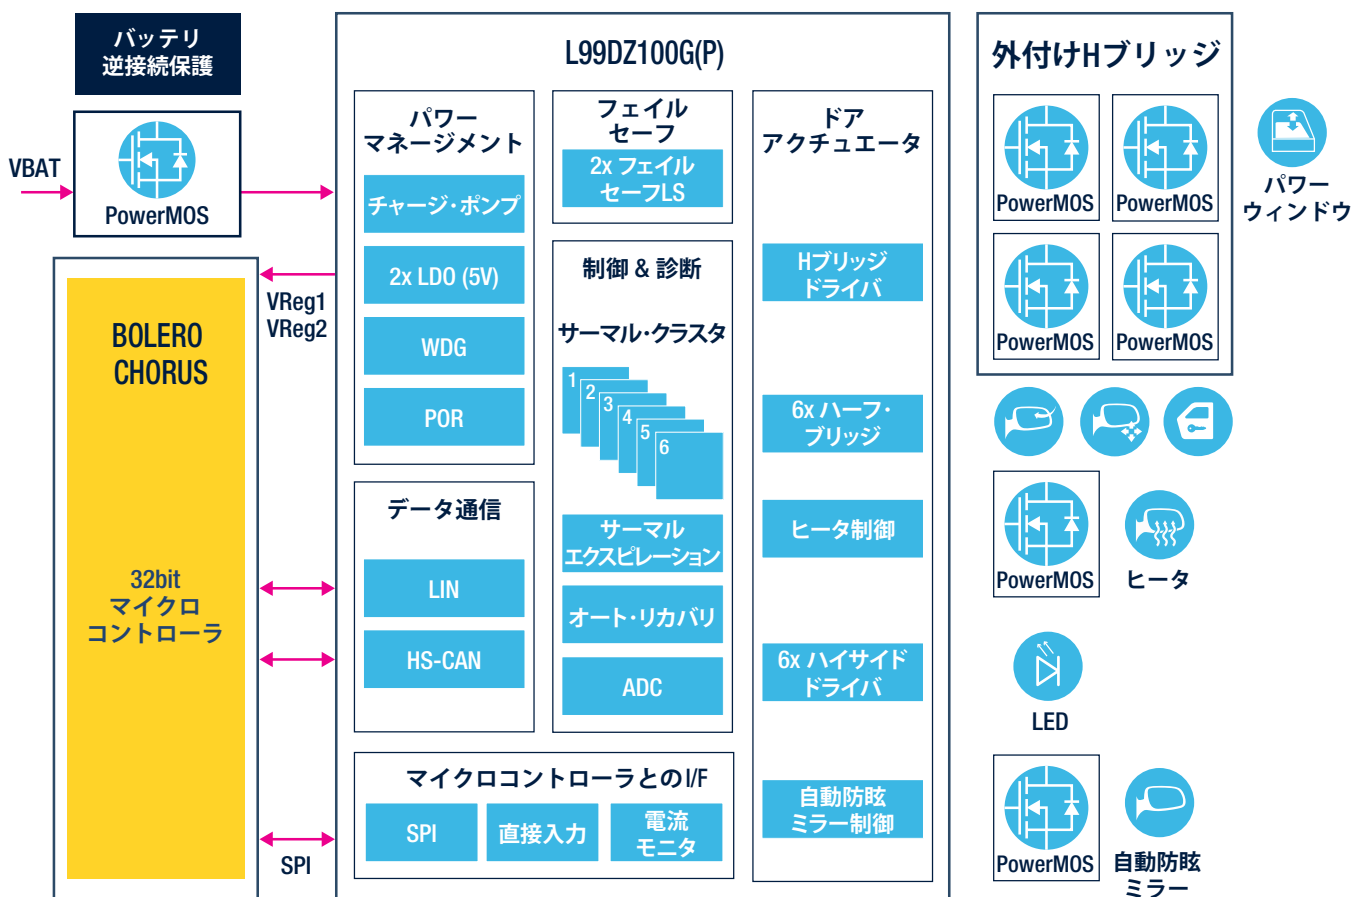 バッテリ
逆接続保護
VBAT
PowerMOS
BOLERO
CHORUS
32bit
マイクロ
コントローラ
VReg1
VReg2
SPI
L99DZ100G(P)
パワー
マネージメント
チャージ・ポンプ
2x LDO (5V)
WDG
POR
データ通信
LIN
HS-CAN
フェイル
セーフ
2x フェイル
セーフLS
制御 & 診断
サーマル・クラスタ
1
2
3
4
5
6
サーマル
エクスピレーション
オート・リカバリ
ADC
マイクロコントローラとのI/F
SPI
直接入力
電流
モニタ
ドア
アクチュエータ
Hブリッジ
ドライバ
6x ハーフ・
ブリッジ
ヒータ制御
6x ハイサイド
ドライバ
自動防眩
ミラー制御
外付けHブリッジ
PowerMOS
PowerMOS
PowerMOS
PowerMOS
パワー
ウィンドウ
PowerMOS
ヒータ
LED
PowerMOS
自動防眩
ミラー